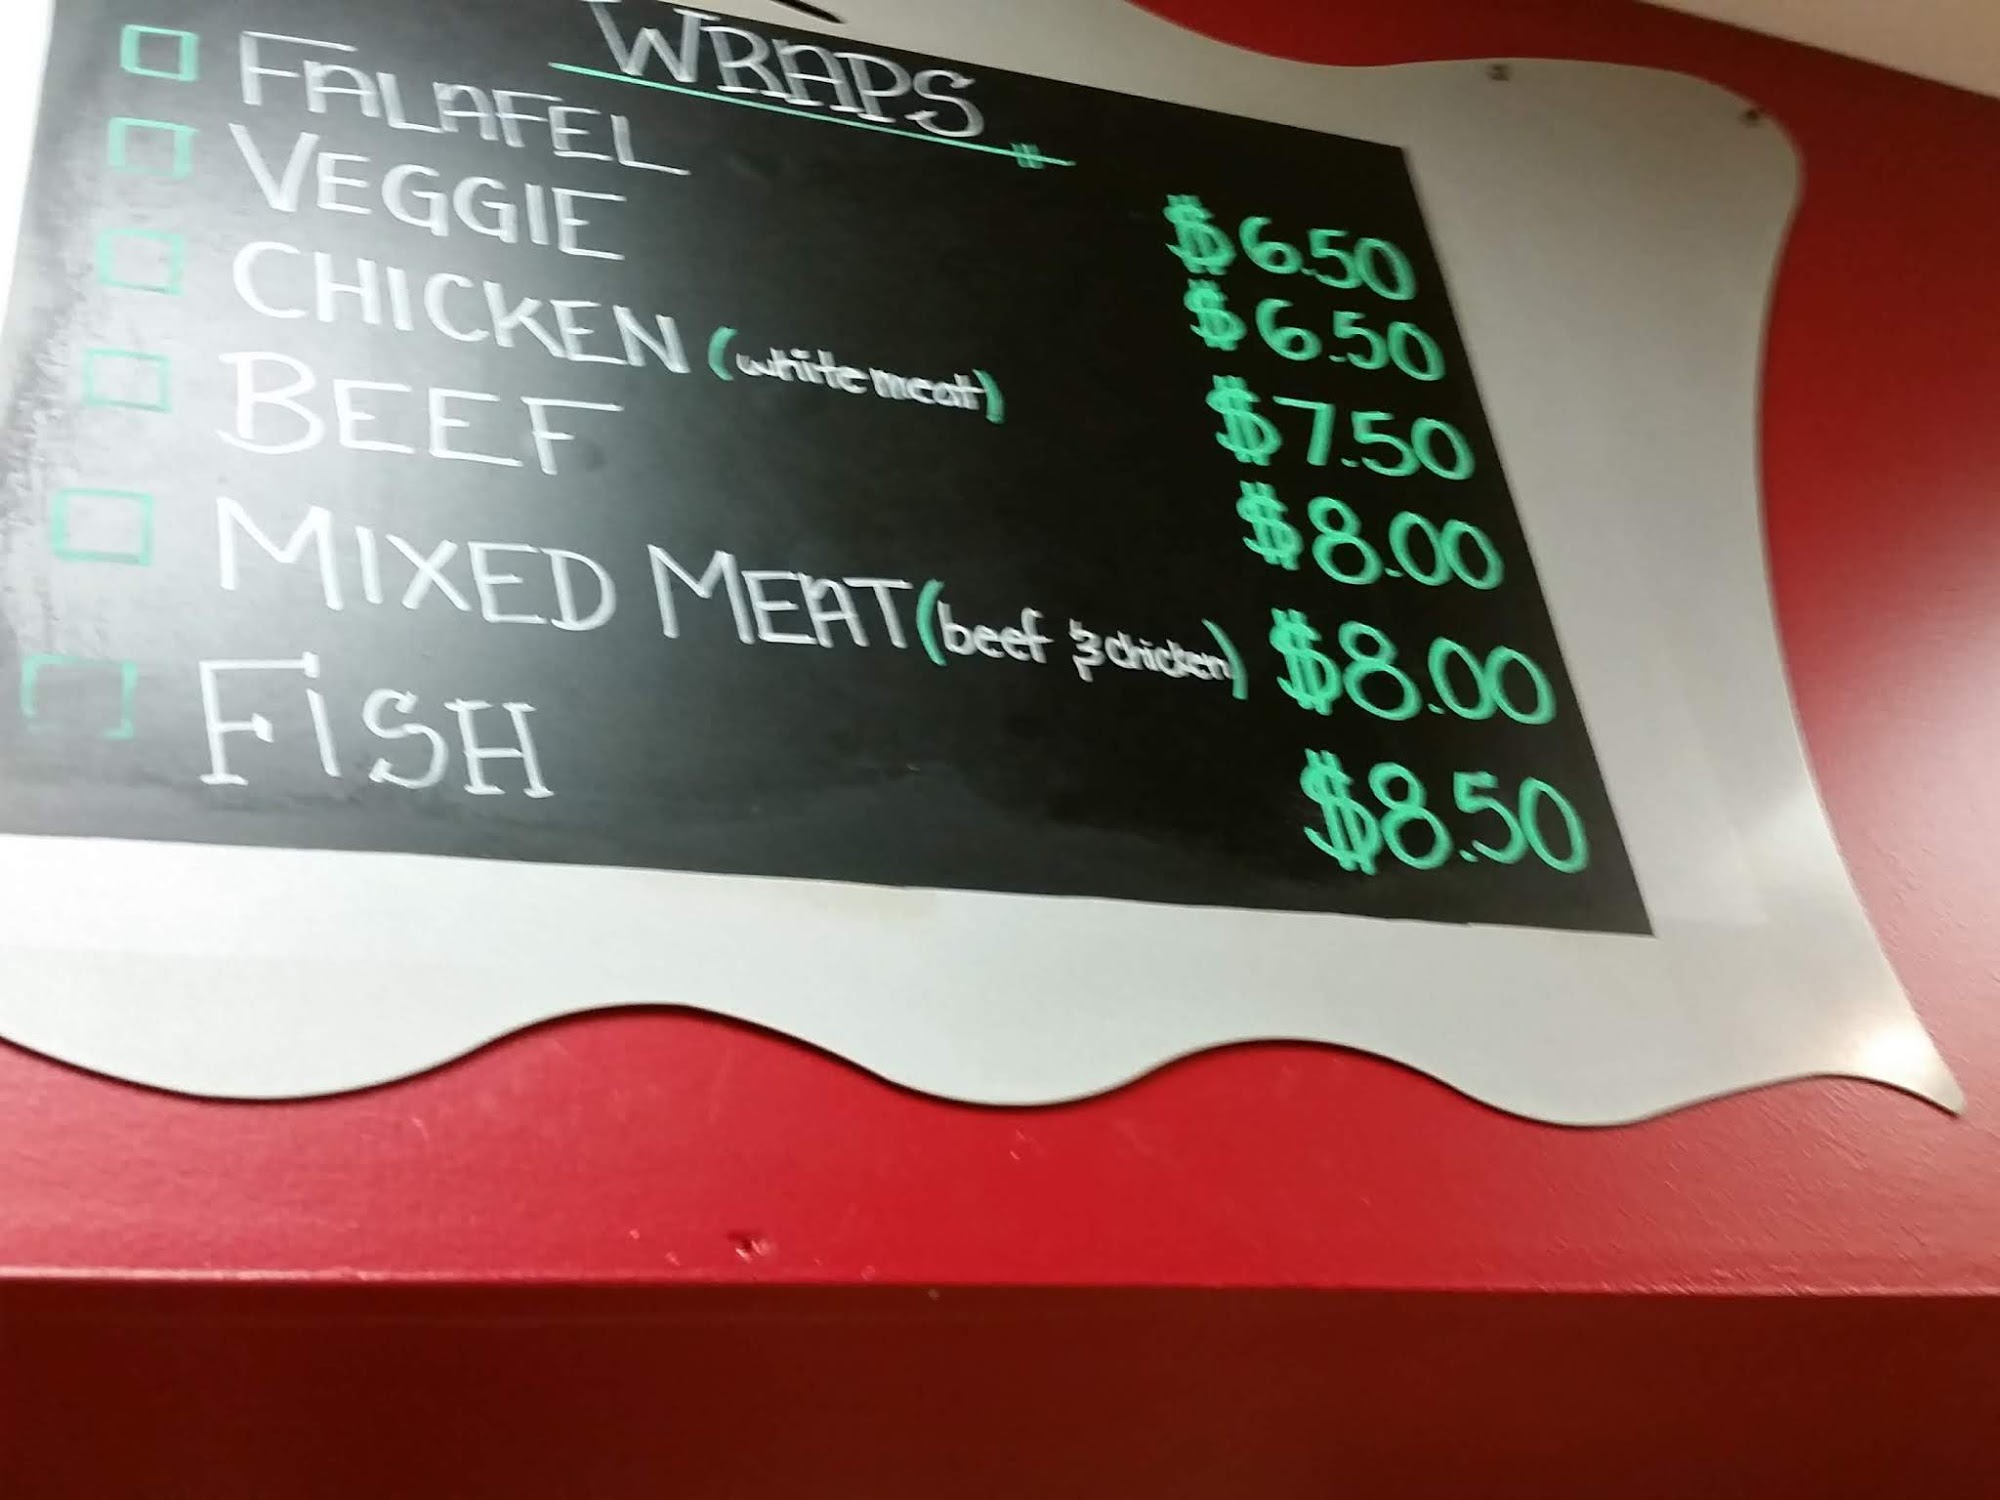 WRAPS
FALAFEL $6.50
VEGGIE $6.50
CHICKEN (white meat) $7.50
BEEF $8.00
MIXED MEAT (beef & chicken) $8.00
FiSH $8.50